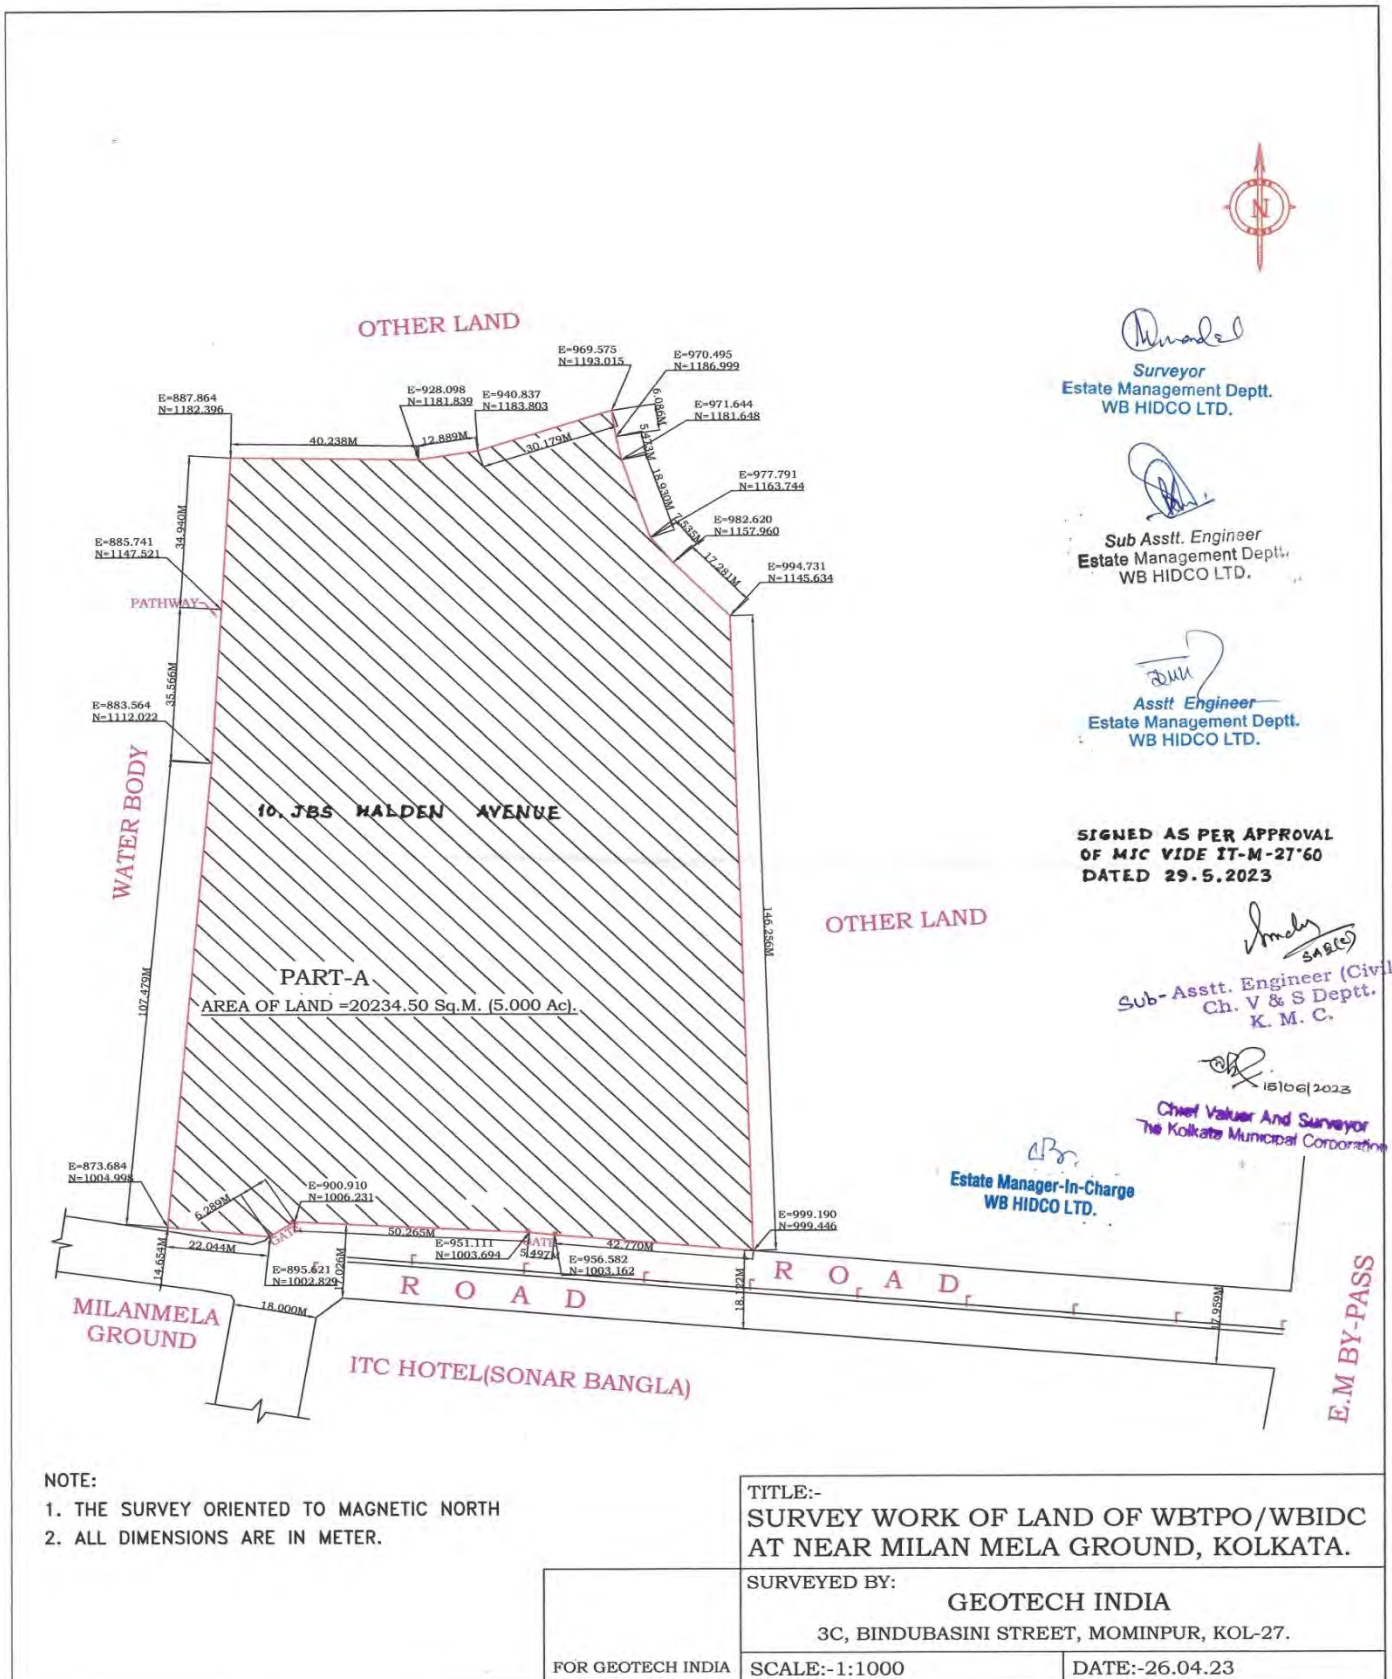 N
OTHER LAND
E=969.575
N=1193.015
E=970.495
N=1186.999
E=928.098
N=1181.839
E=940.837
N=1183.803
E=887.864
N=1182.396
E=971.644
N=1181.648
6.086M
5.473M
40.238M
12.889M
30.179M
18.930M
E=977.791
N=1163.744
E=982.620
N=1157.960
7.535M
17.281M
E=994.731
N=1145.634
34.940M
E=885.741
N=1147.521
PATHWAY
35.566M
E=883.564
N=1112.022
WATER BODY
107.479M
10. JBS HALDEN AVENUE
146.256M
OTHER LAND
PART-A
AREA OF LAND =20234.50 Sq.M. (5.000 Ac).
E=873.684
N=1004.998
E=900.910
N=1006.231
6.289M
GATE
22.044M
14.654M
50.265M
E=951.111
N=1003.694
GATE
5.497M
42.770M
E=999.190
N=999.446
E=895.621
N=1002.829
E=956.582
N=1003.162
18.122M
17.959M
18.000M
ROAD
ROAD
MILANMELA
GROUND
ITC HOTEL(SONAR BANGLA)
E.M BY-PASS
Surveyor
Estate Management Deptt.
WB HIDCO LTD.
Sub Asstt. Engineer
Estate Management Deptt.
WB HIDCO LTD.
Asstt Engineer
Estate Management Deptt.
WB HIDCO LTD.
SIGNED AS PER APPROVAL
OF MIC VIDE IT-M-27·60
DATED 29.5.2023
SAE(C)
Sub-Asstt. Engineer (Civil
Ch. V & S Deptt.
K. M. C.
15/06/2023
Chief Valuer And Surveyor
The Kolkata Municipal Corporation
Estate Manager-In-Charge
WB HIDCO LTD.
NOTE:
1. THE SURVEY ORIENTED TO MAGNETIC NORTH
2. ALL DIMENSIONS ARE IN METER.
TITLE:-
SURVEY WORK OF LAND OF WBTPO/WBIDC
AT NEAR MILAN MELA GROUND, KOLKATA.
SURVEYED BY:
GEOTECH INDIA
3C, BINDUBASINI STREET, MOMINPUR, KOL-27.
FOR GEOTECH INDIA
SCALE:-1:1000
DATE:-26.04.23